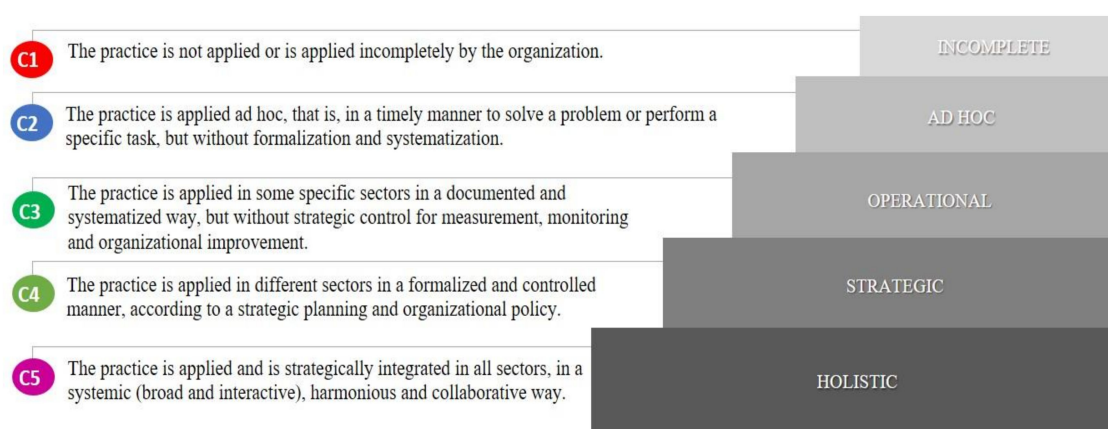 C1
The practice is not applied or is applied incompletely by the organization.
INCOMPLETE
C2
The practice is applied ad hoc, that is, in a timely manner to solve a problem or perform a
specific task, but without formalization and systematization.
AD HOC
C3
The practice is applied in some specific sectors in a documented and
systematized way, but without strategic control for measurement, monitoring
and organizational improvement.
OPERATIONAL
C4
The practice is applied in different sectors in a formalized and controlled
manner, according to a strategic planning and organizational policy.
STRATEGIC
C5
The practice is applied and is strategically integrated in all sectors, in a
systemic (broad and interactive), harmonious and collaborative way.
HOLISTIC